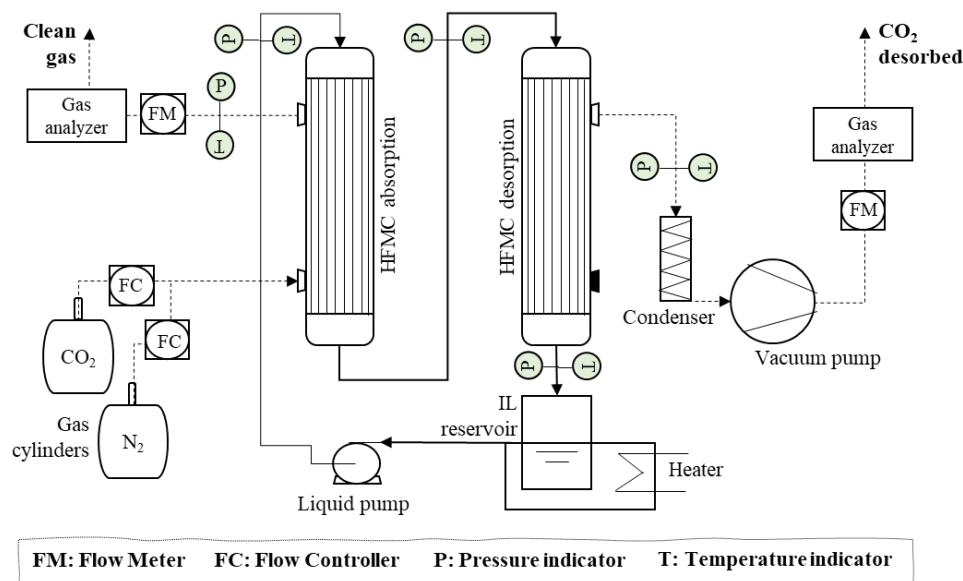 Clean
gas
Gas
analyzer
FM
P
T
P
T
HFMC absorption
P
T
HFMC desorption
P
T
CO₂
desorbed
Gas
analyzer
FM
Condenser
Vacuum pump
FC
FC
CO₂
N₂
Gas
cylinders
P
T
IL
reservoir
Heater
Liquid pump
FM: Flow Meter FC: Flow Controller P: Pressure indicator T: Temperature indicator